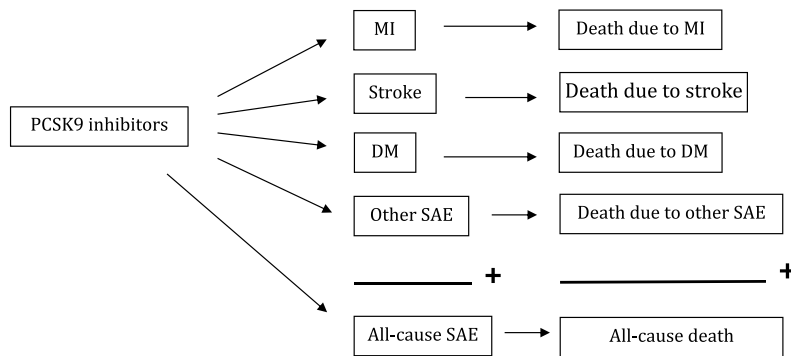 MI
Death due to MI
Stroke
Death due to stroke
PCSK9 inhibitors
DM
Death due to DM
Other SAE
Death due to other SAE
+
+
All-cause SAE
All-cause death